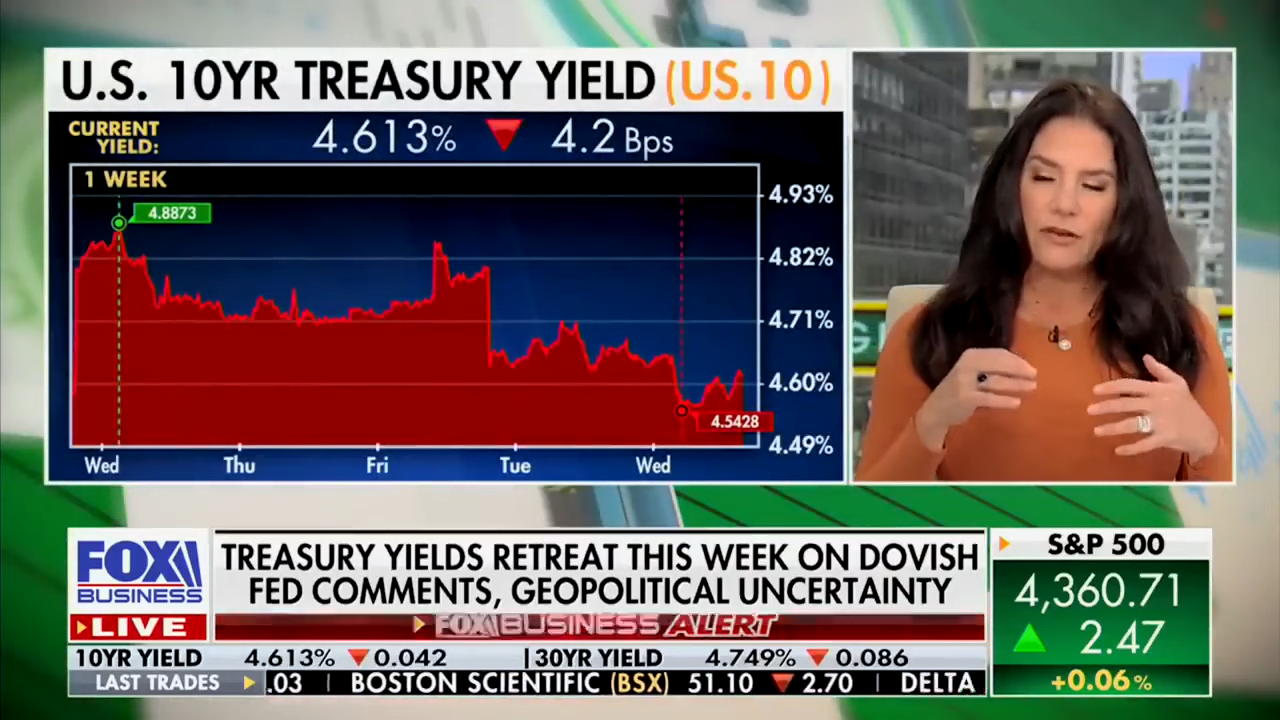 U.S. 10YR TREASURY YIELD (US.10)
CURRENT
YIELD:
4.613% ▼ 4.2 Bps
1 WEEK
4.8873
4.93%
4.82%
4.71%
4.60%
4.49%
4.5428
Wed Thu Fri Tue Wed
FOX
BUSINESS
LIVE
TREASURY YIELDS RETREAT THIS WEEK ON DOVISH
FED COMMENTS, GEOPOLITICAL UNCERTAINTY
FOX BUSINESS ALERT
S&P 500
4,360.71
▲ 2.47
+0.06%
10YR YIELD 4.613% ▼ 0.042 | 30YR YIELD 4.749% ▼ 0.086
LAST TRADES .03 | BOSTON SCIENTIFIC (BSX) 51.10 ▼ 2.70 | DELTA